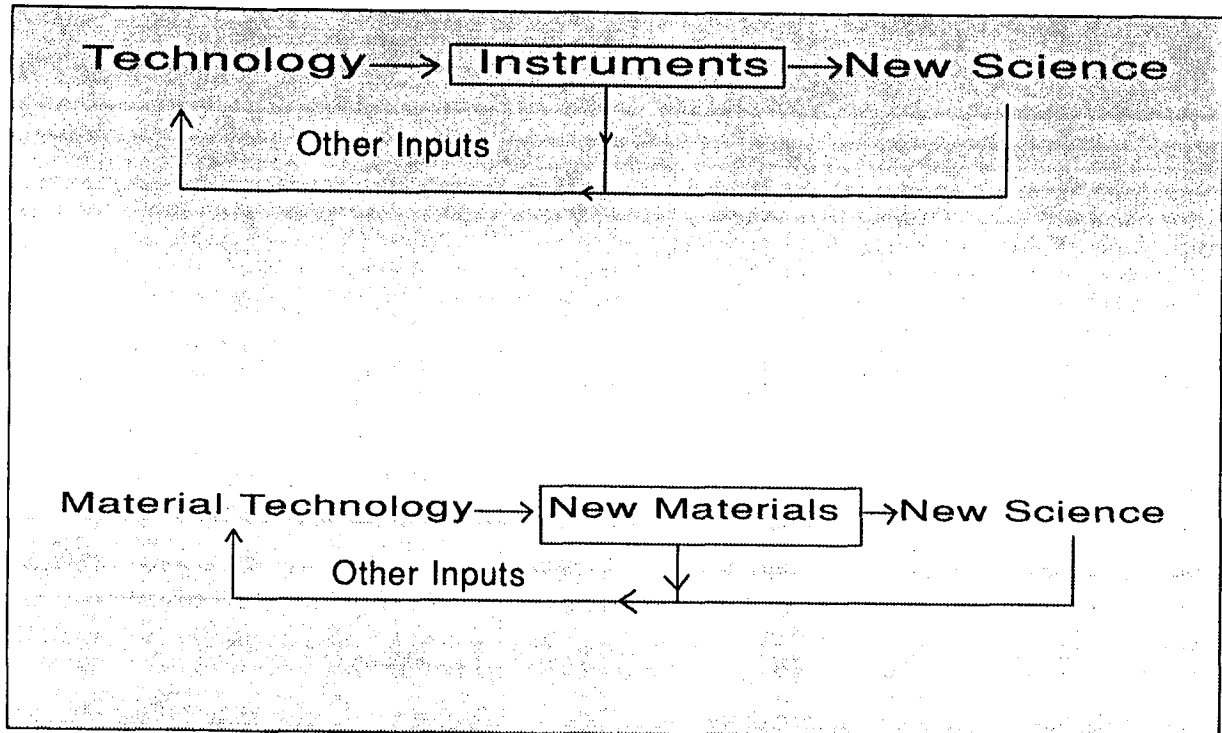 Technology Instruments New Science
Other Inputs
Material Technology New Materials New Science
Other Inputs